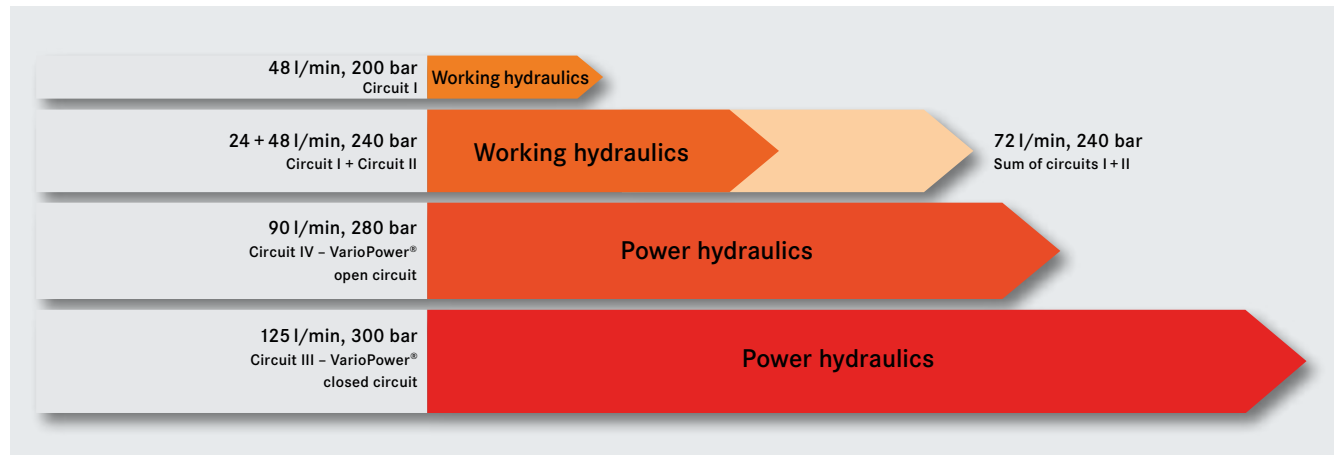 48 l/min, 200 bar
Circuit I
Working hydraulics
24 + 48 l/min, 240 bar
Circuit I + Circuit II
Working hydraulics
72 l/min, 240 bar
Sum of circuits I + II
90 l/min, 280 bar
Circuit IV – VarioPower®
open circuit
Power hydraulics
125 l/min, 300 bar
Circuit III – VarioPower®
closed circuit
Power hydraulics